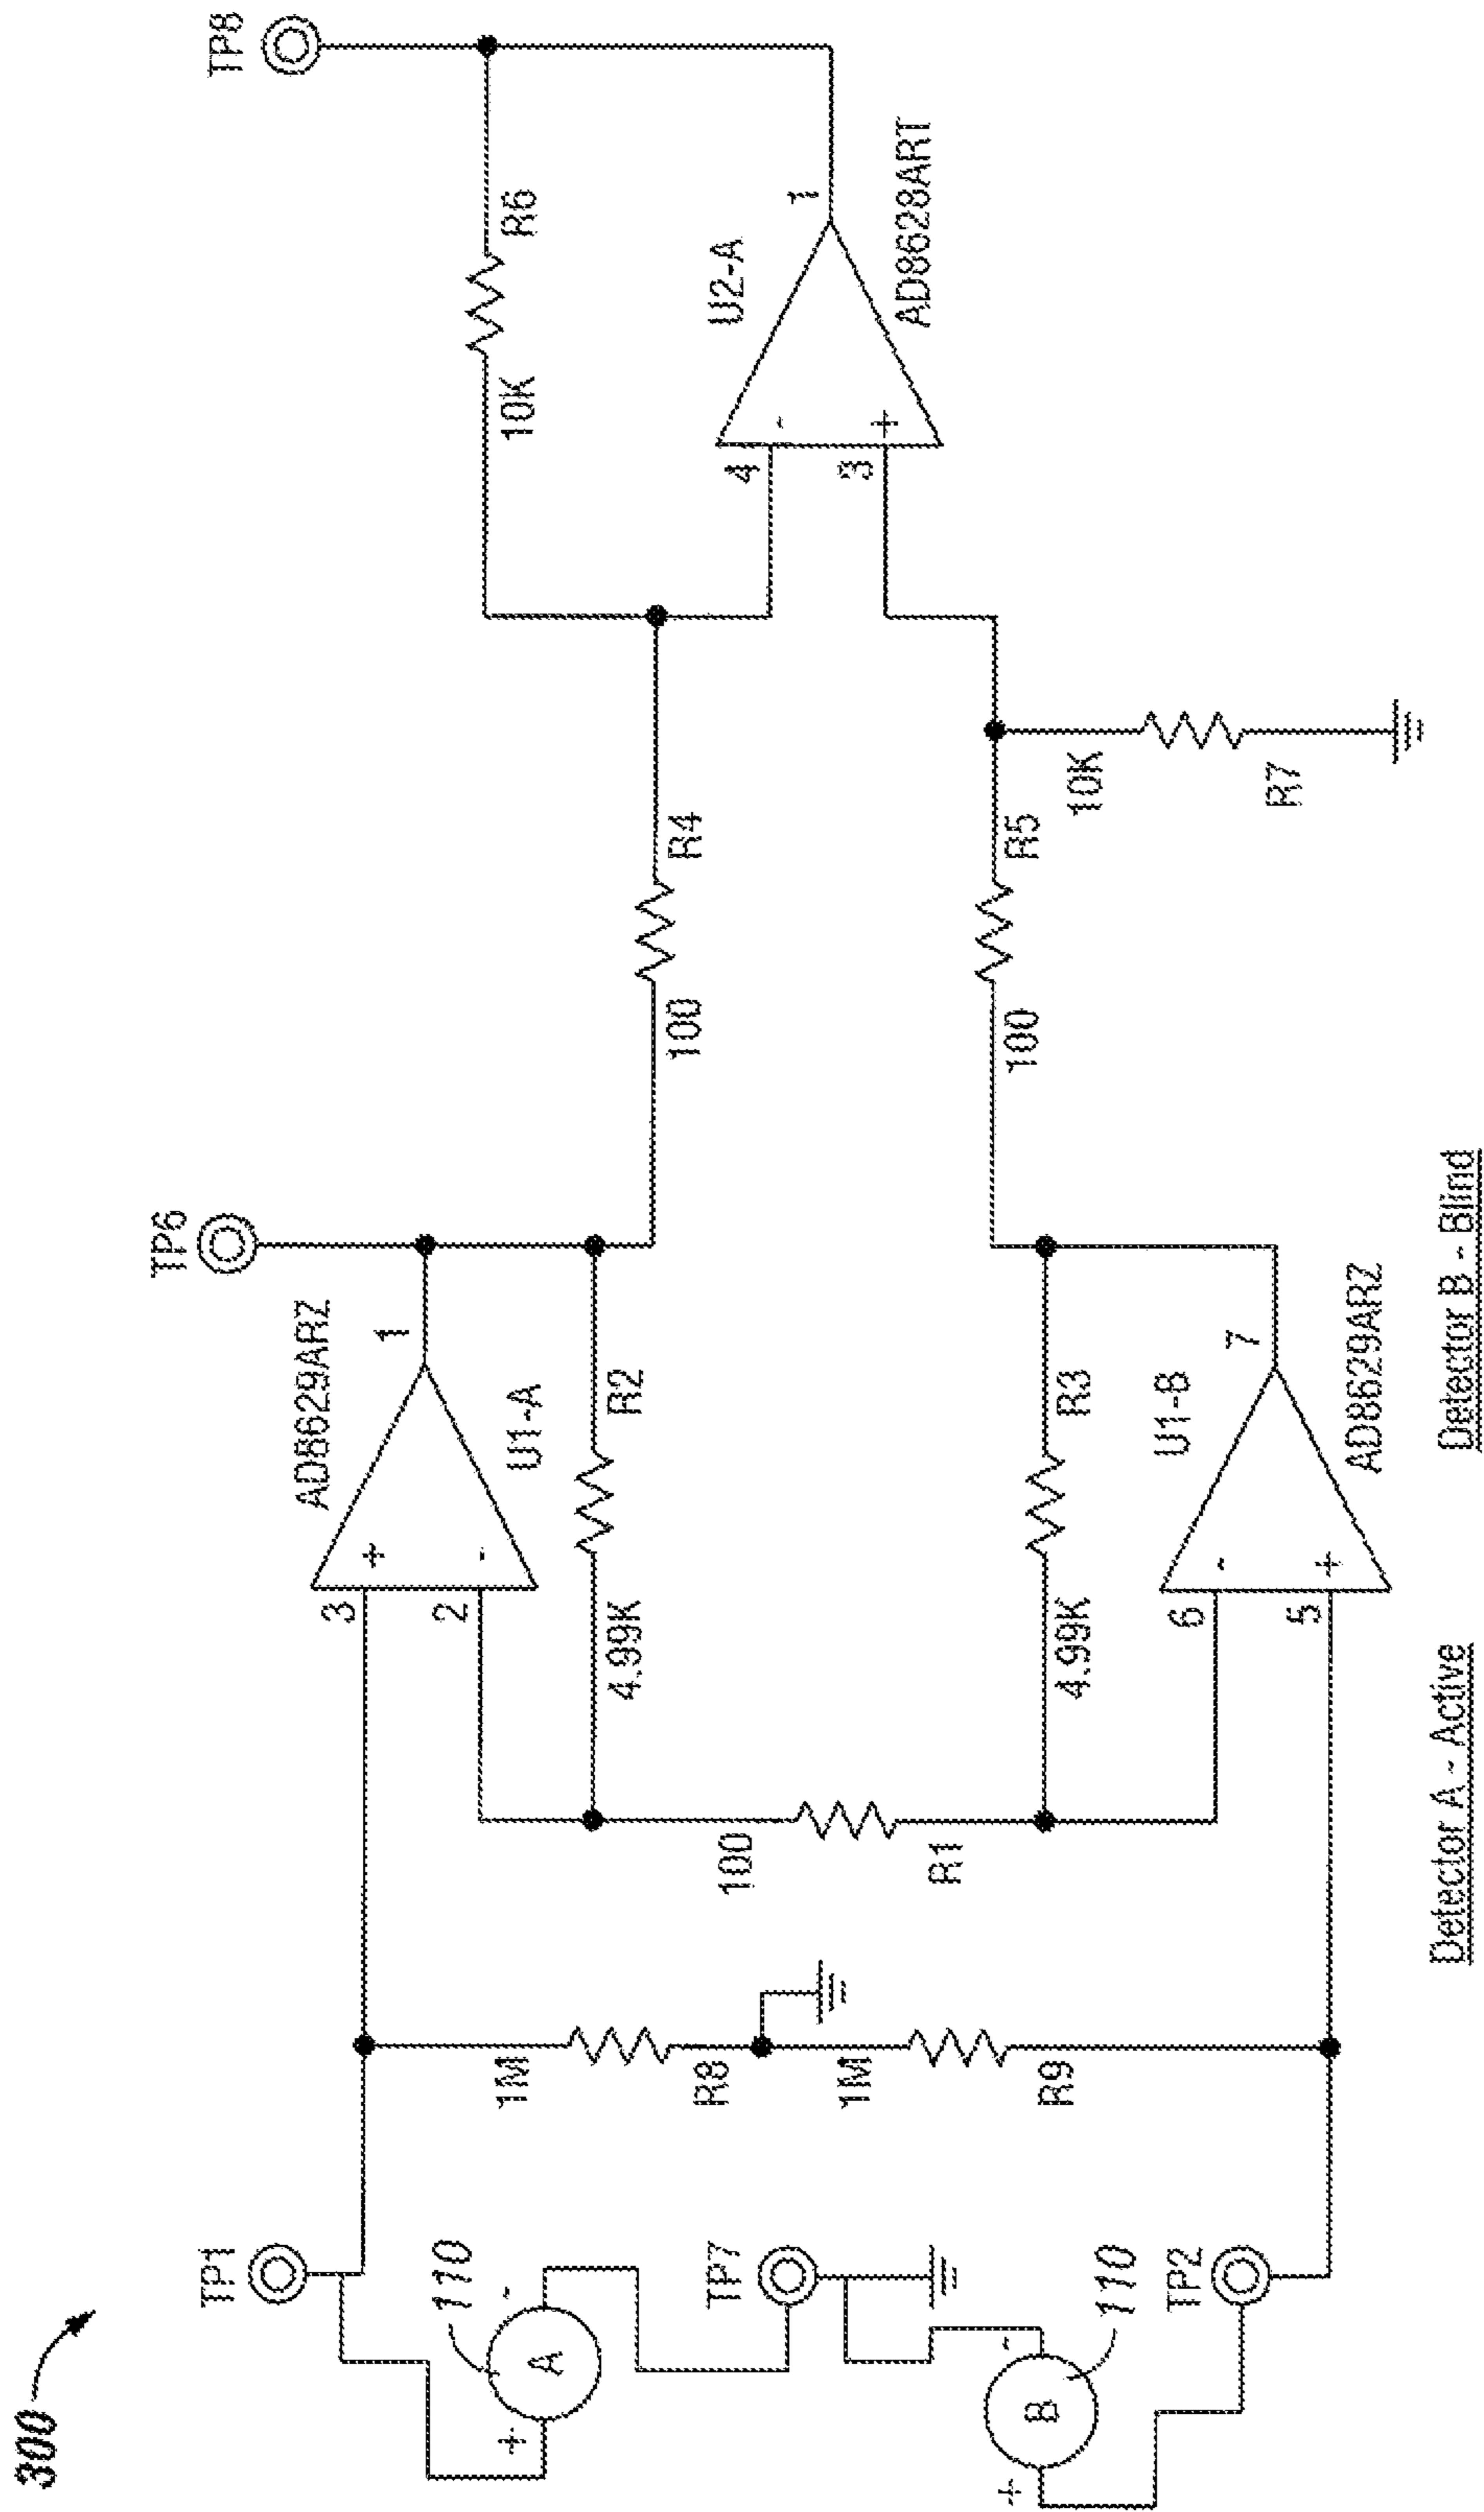 300
TP1
110
A
+
-
TP7
B
+
-
110
TP2
1M
R8
1M
R9
3
2
+
-
AD8629ARZ
1
U1-A
TP6
4.99K
R2
100
R1
4.99K
R3
6
5
-
+
U1-B
7
AD8629ARZ
100
R4
100
R5
10K
R7
10K
R6
4
3
-
+
U2-A
1
AD8628ART
TP8
Detector A - Active
Detector B - Blind